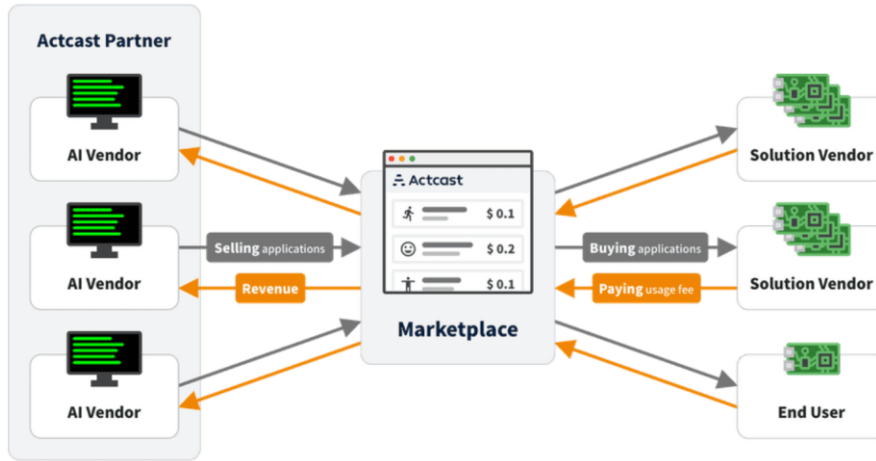 Actcast Partner
AI Vendor
AI Vendor
AI Vendor
Selling applications
Revenue
Actcast
$ 0.1
$ 0.2
$ 0.1
Marketplace
Buying applications
Paying usage fee
Solution Vendor
Solution Vendor
End User